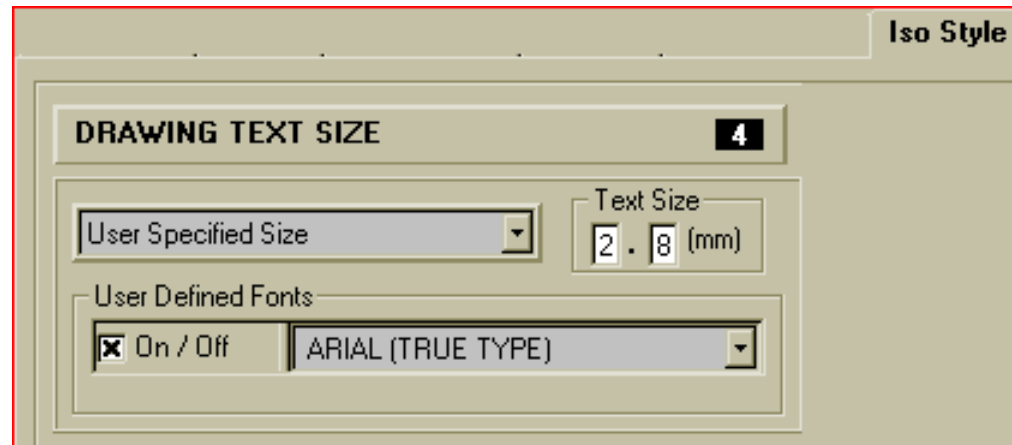 Iso Style
DRAWING TEXT SIZE 4
Text Size
User Specified Size 2 . 8 (mm)
User Defined Fonts
On / Off ARIAL (TRUE TYPE)